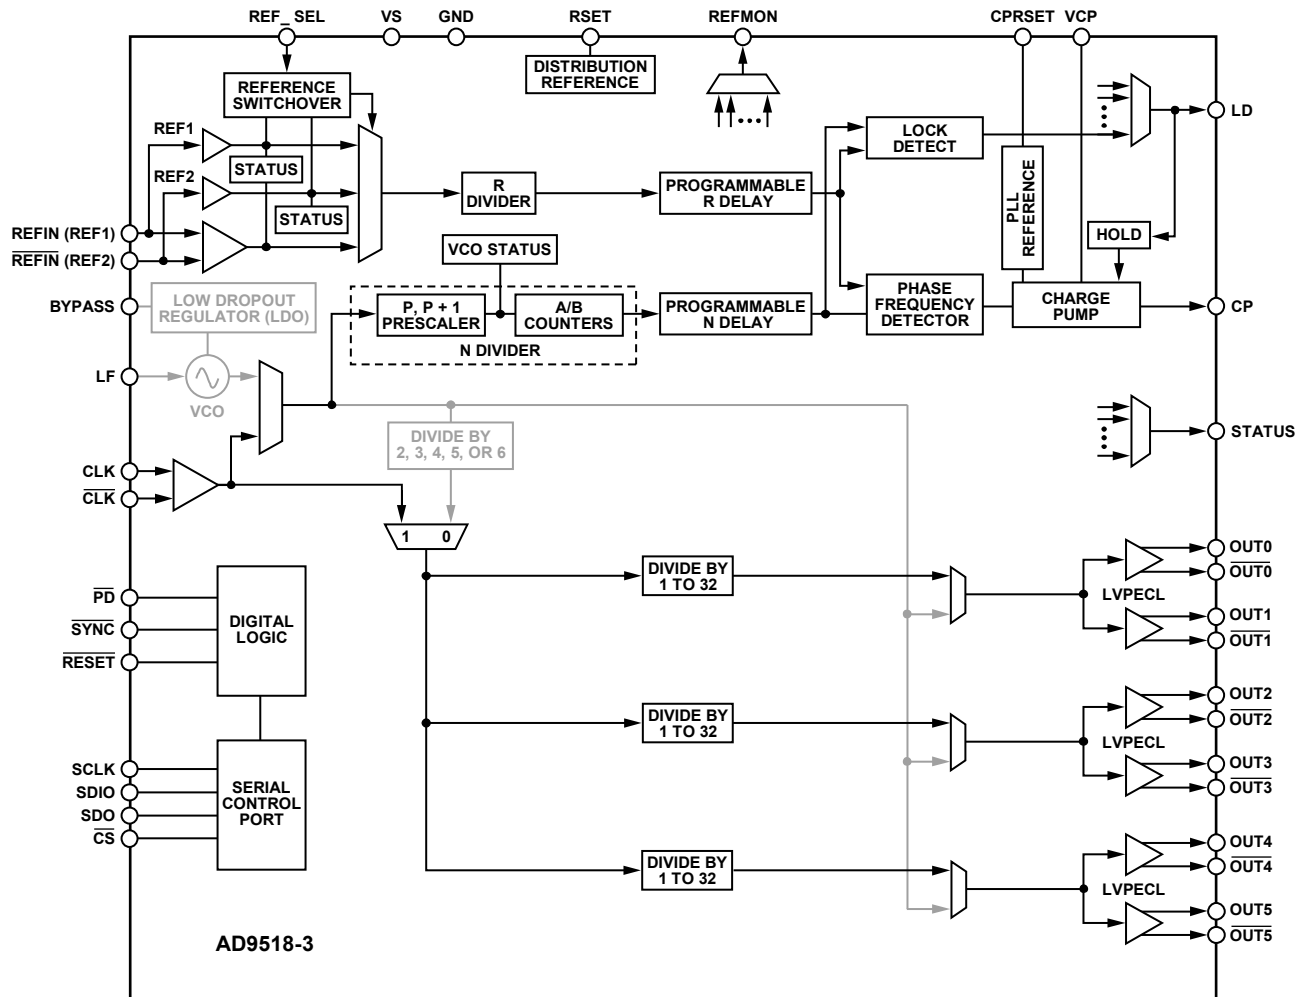 REF_SEL VS GND RSET REFMON CPRSET VCP
DISTRIBUTION
REFERENCE
REFERENCE
SWITCHOVER
REF1
STATUS
REF2
STATUS
REFIN (REF1)
REFIN (REF2)
BYPASS
LOW DROPOUT
REGULATOR (LDO)
LF
VCO
R
DIVIDER
PROGRAMMABLE
R DELAY
VCO STATUS
P, P + 1
PRESCALER
A/B
COUNTERS
N DIVIDER
PROGRAMMABLE
N DELAY
LOCK
DETECT
PLL
REFERENCE
PHASE
FREQUENCY
DETECTOR
HOLD
CHARGE
PUMP
LD
CP
STATUS
DIVIDE BY
2, 3, 4, 5, OR 6
CLK
CLK
1 0
PD
SYNC
RESET
DIGITAL
LOGIC
SCLK
SDIO
SDO
CS
SERIAL
CONTROL
PORT
DIVIDE BY
1 TO 32
LVPECL
OUT0
OUT0
OUT1
OUT1
DIVIDE BY
1 TO 32
LVPECL
OUT2
OUT2
OUT3
OUT3
DIVIDE BY
1 TO 32
LVPECL
OUT4
OUT4
OUT5
OUT5
AD9518-3